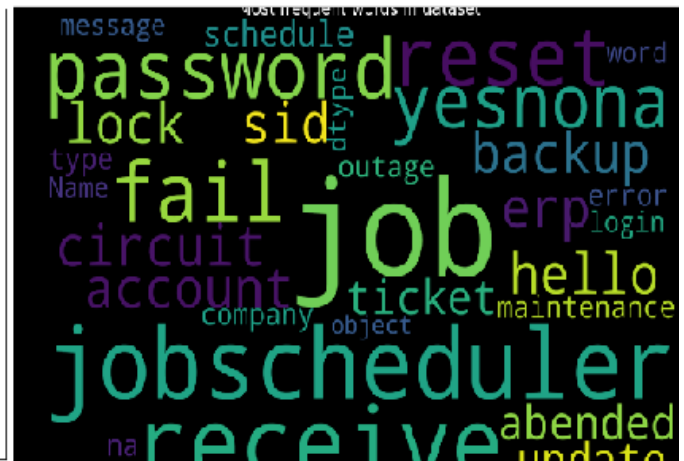 Most frequent words in dataset
message schedule
password reset word
dtype
lock sid yesnona
type outage backup
Name fail job erp error
login
circuit
account ticket hello
company object maintenance
jobscheduler
na receive abended
update